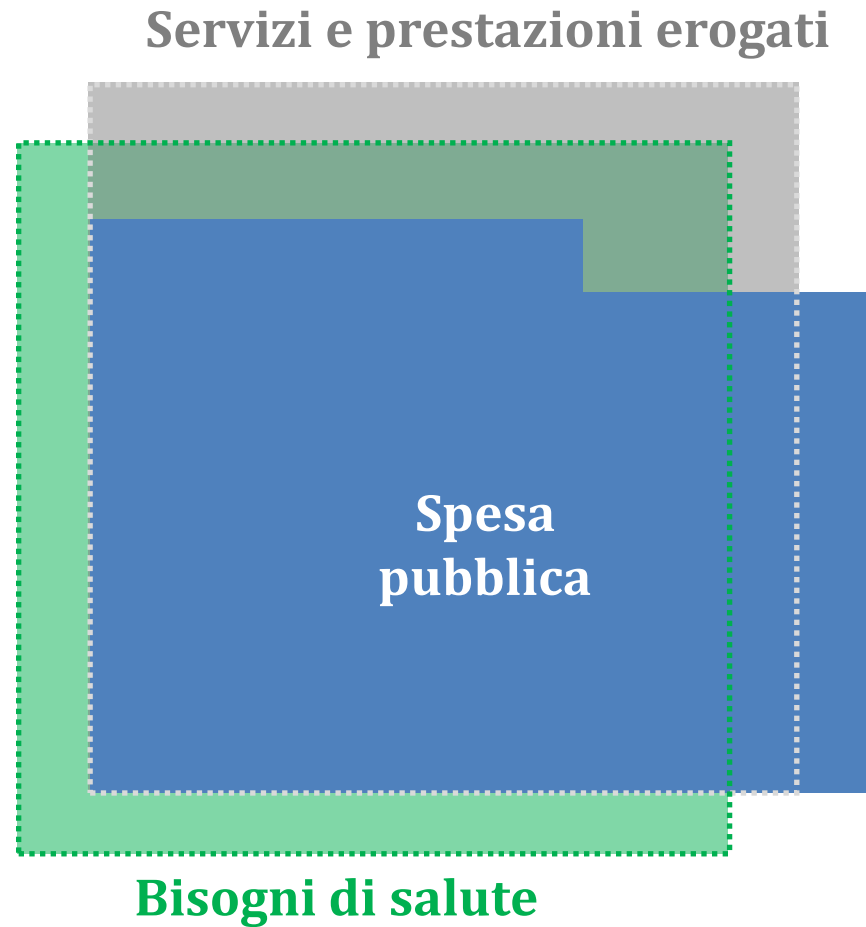 Servizi e prestazioni erogati
Spesa
pubblica
Bisogni di salute